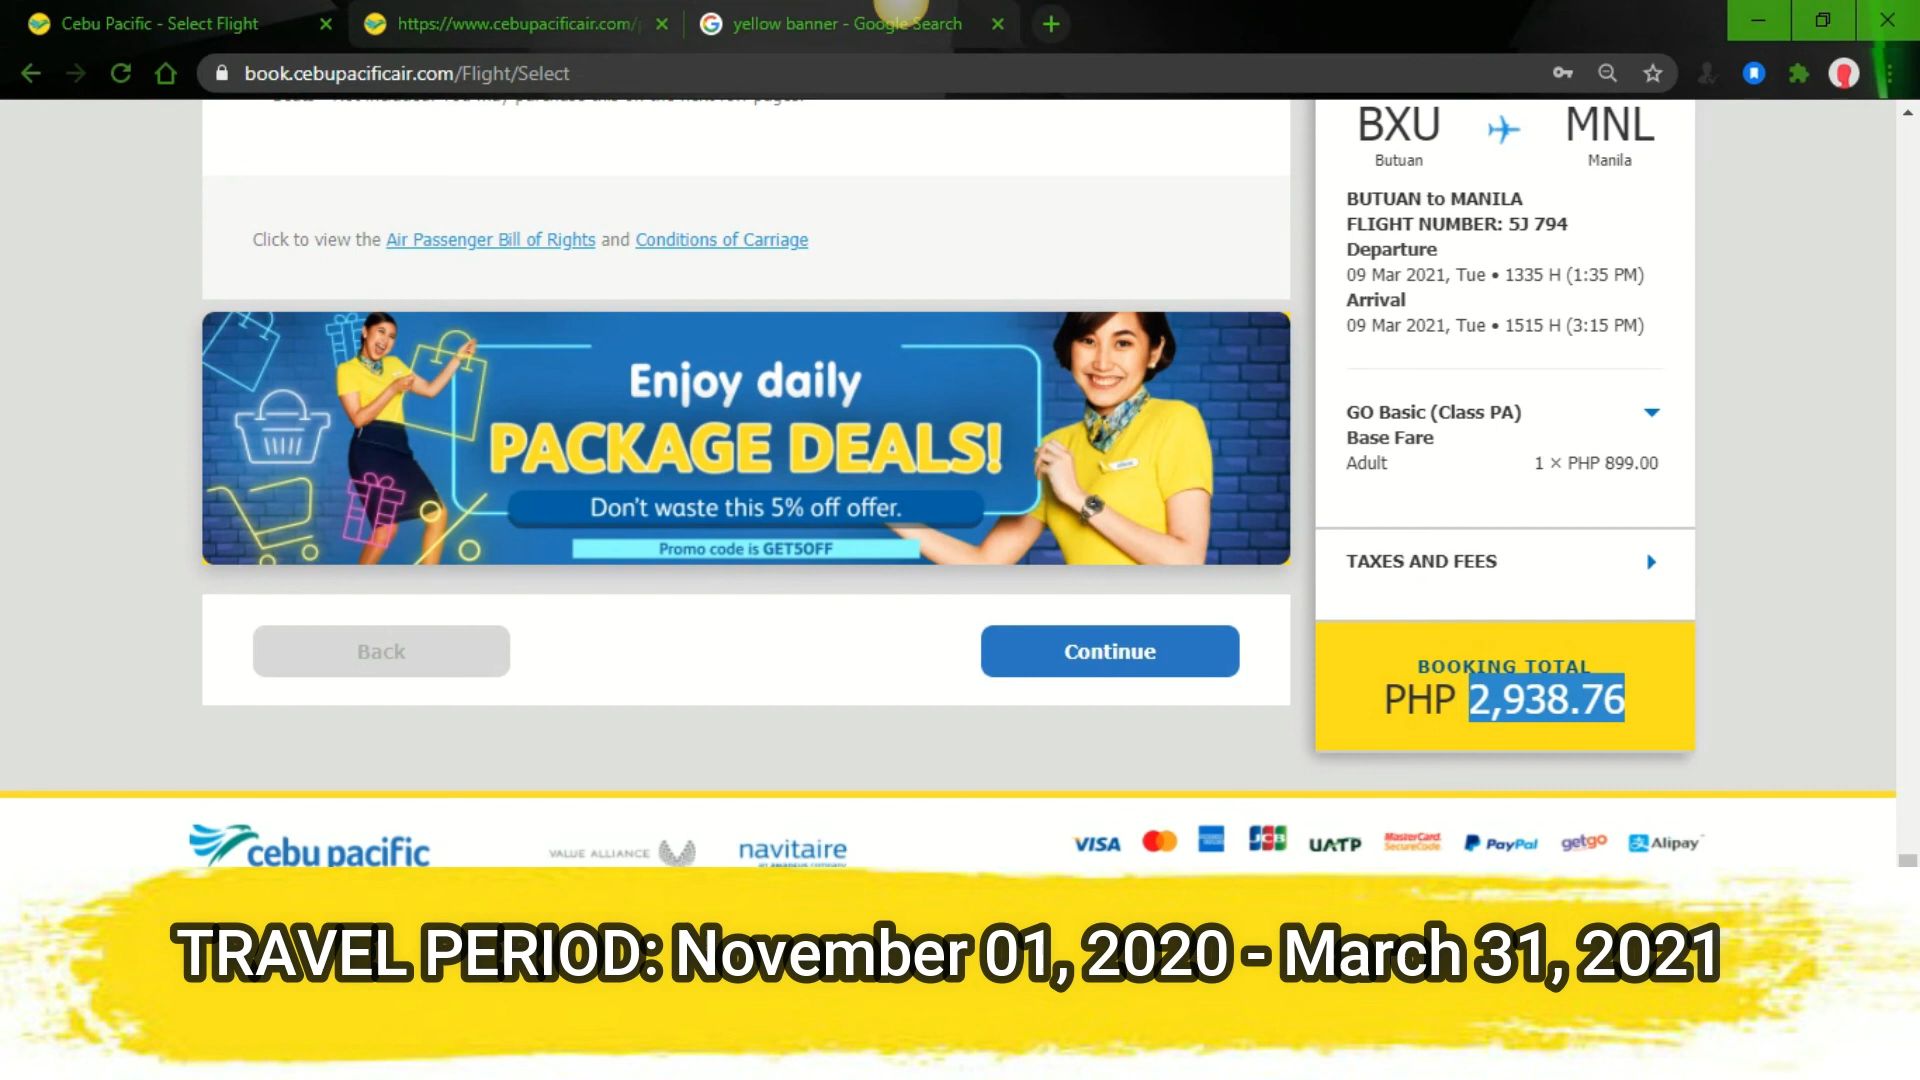 Cebu Pacific - Select Flight
https://www.cebupacificair.com/
yellow banner - Google Search
book.cebupacificair.com/Flight/Select
Click to view the Air Passenger Bill of Rights and Conditions of Carriage
Enjoy daily
PACKAGE DEALS!
Don't waste this 5% off offer.
Promo code is GET5OFF
Back
Continue
BXU
MNL
Butuan
Manila
BUTUAN to MANILA
FLIGHT NUMBER: 5J 794
Departure
09 Mar 2021, Tue • 1335 H (1:35 PM)
Arrival
09 Mar 2021, Tue • 1515 H (3:15 PM)
GO Basic (Class PA)
Base Fare
Adult 1 × PHP 899.00
TAXES AND FEES
BOOKING TOTAL
PHP 2,938.76
cebu pacific
VALUE ALLIANCE
navitaire
VISA
JCB
UATP
MasterCard.
SecureCode.
PayPal
getgo
Alipay
TRAVEL PERIOD: November 01, 2020 - March 31, 2021